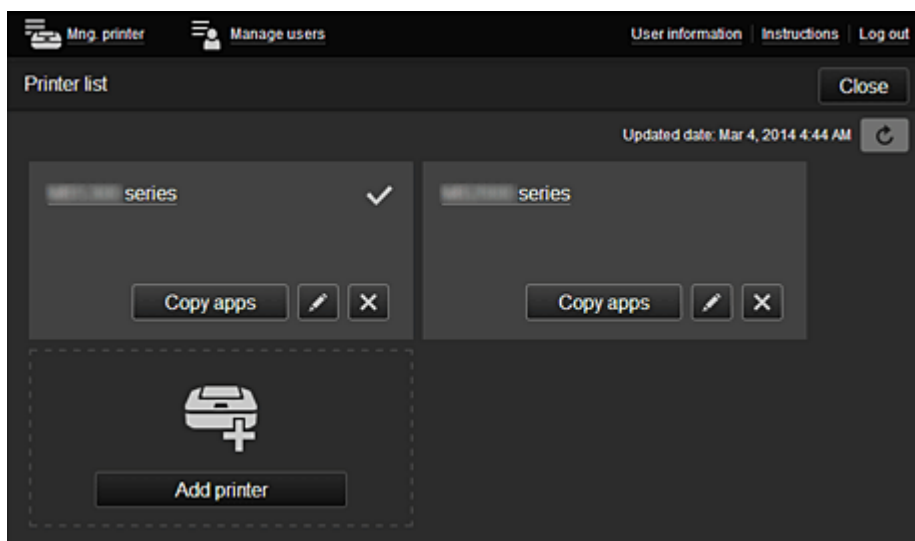 Mng. printer Manage users User information Instructions Log out
Printer list Close
Updated date: Mar 4, 2014 4:44 AM
series series
Copy apps Copy apps
Add printer